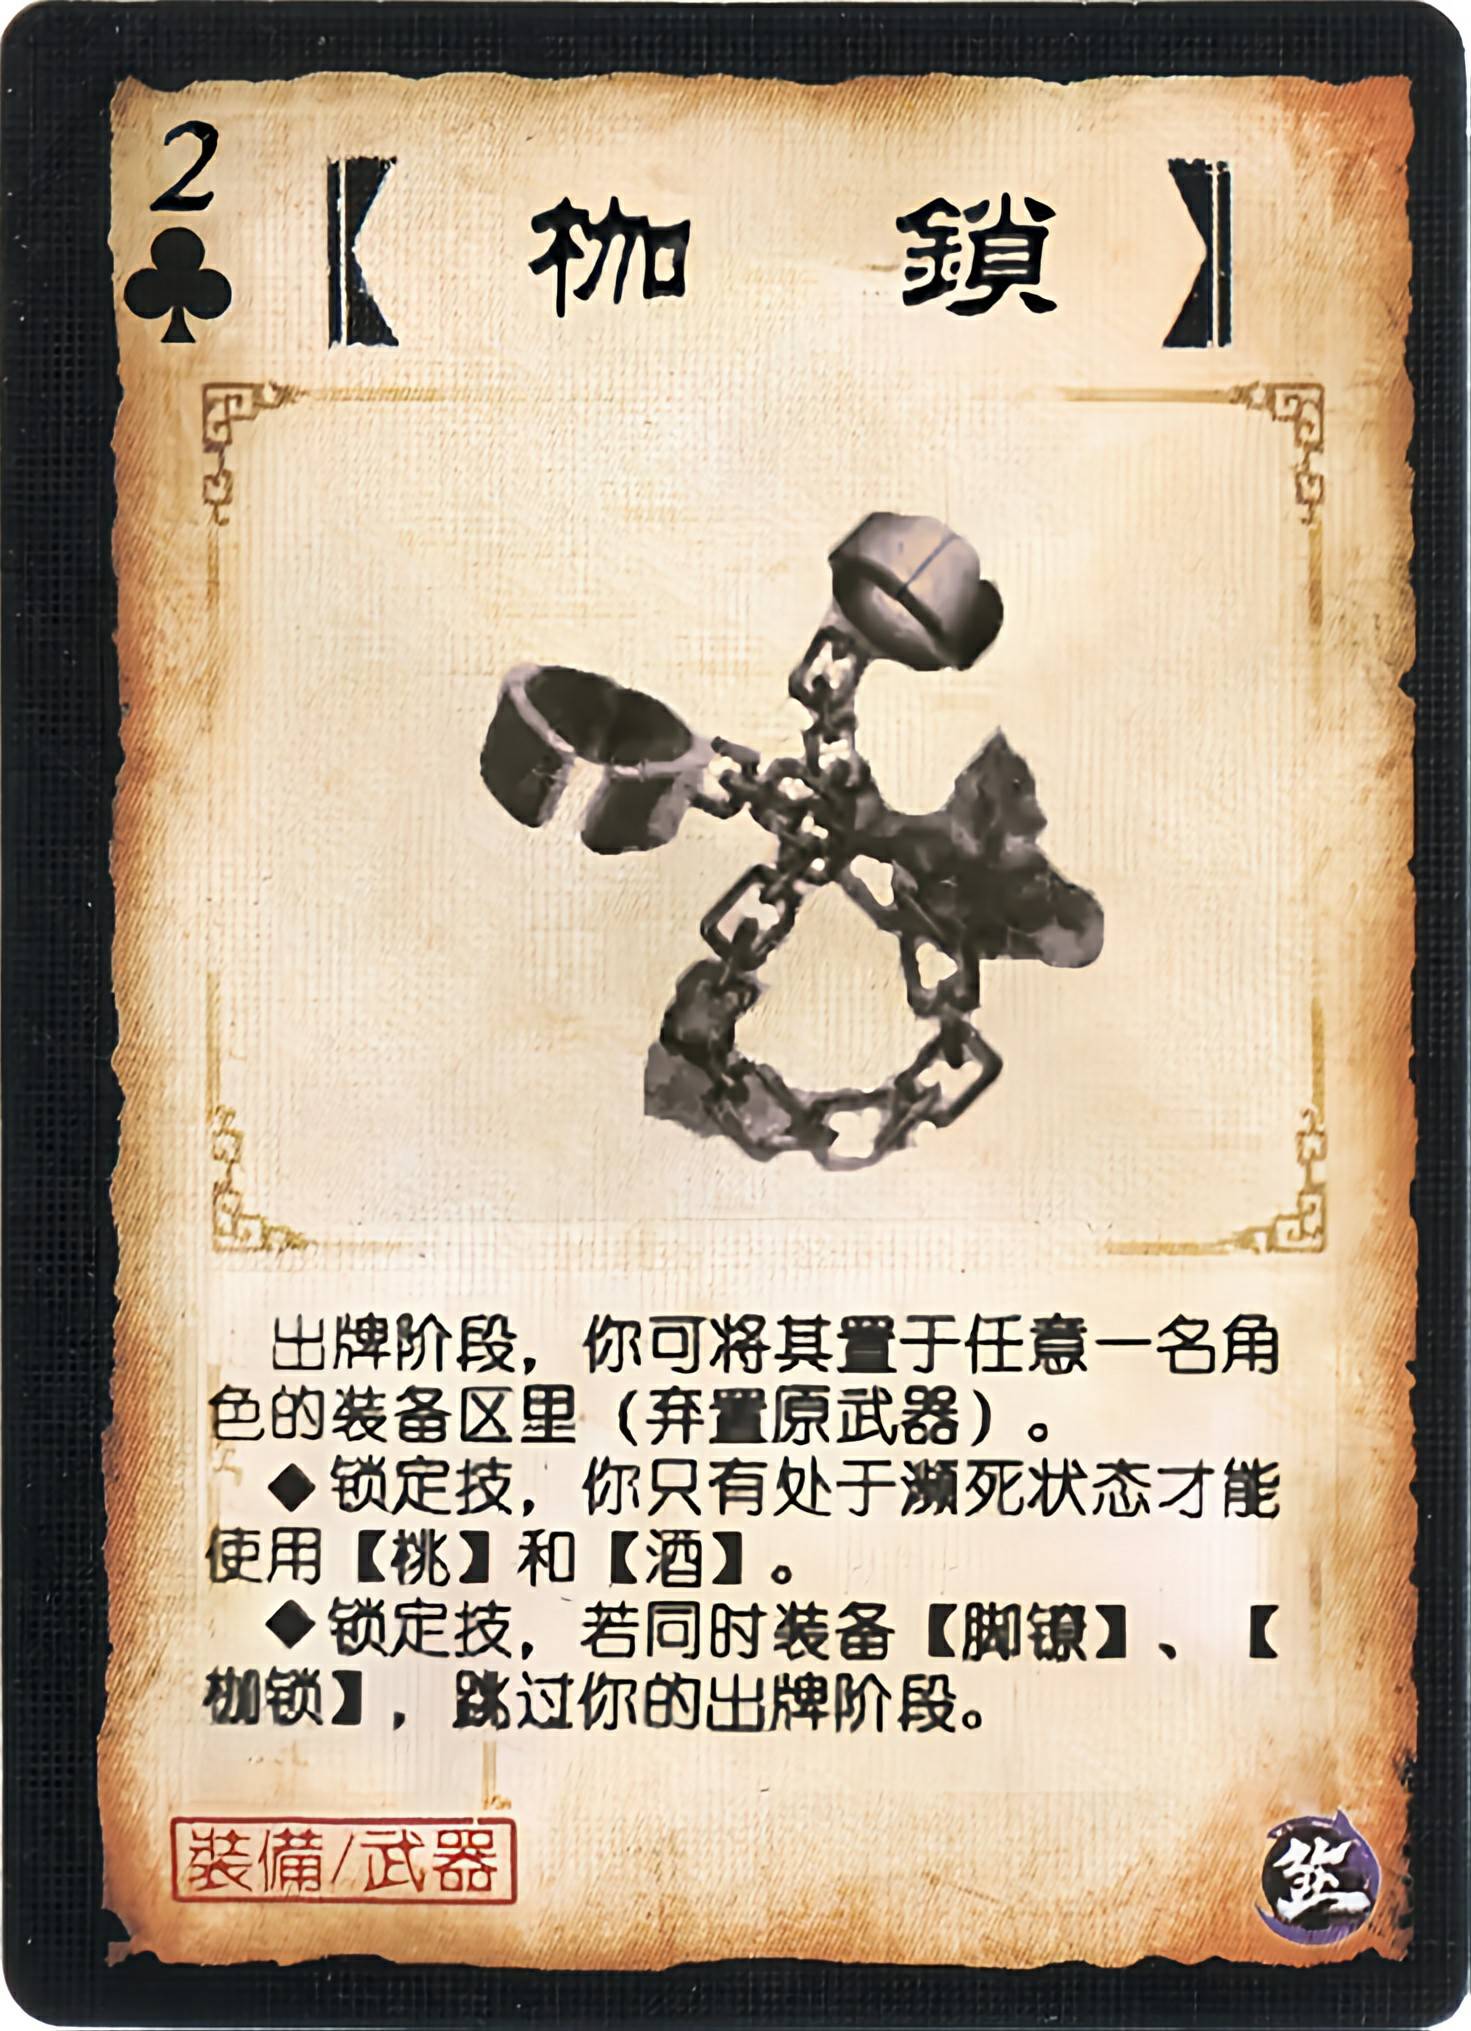 2
【枷 鎖】
出牌阶段，你可将其置于任意一名角
色的装备区里（弃置原武器）。
◆锁定技，你只有处于濒死状态才能
使用【桃】和【酒】。
◆锁定技，若同时装备【脚镣】、【
枷锁】，跳过你的出牌阶段。
裝備/武器
筮